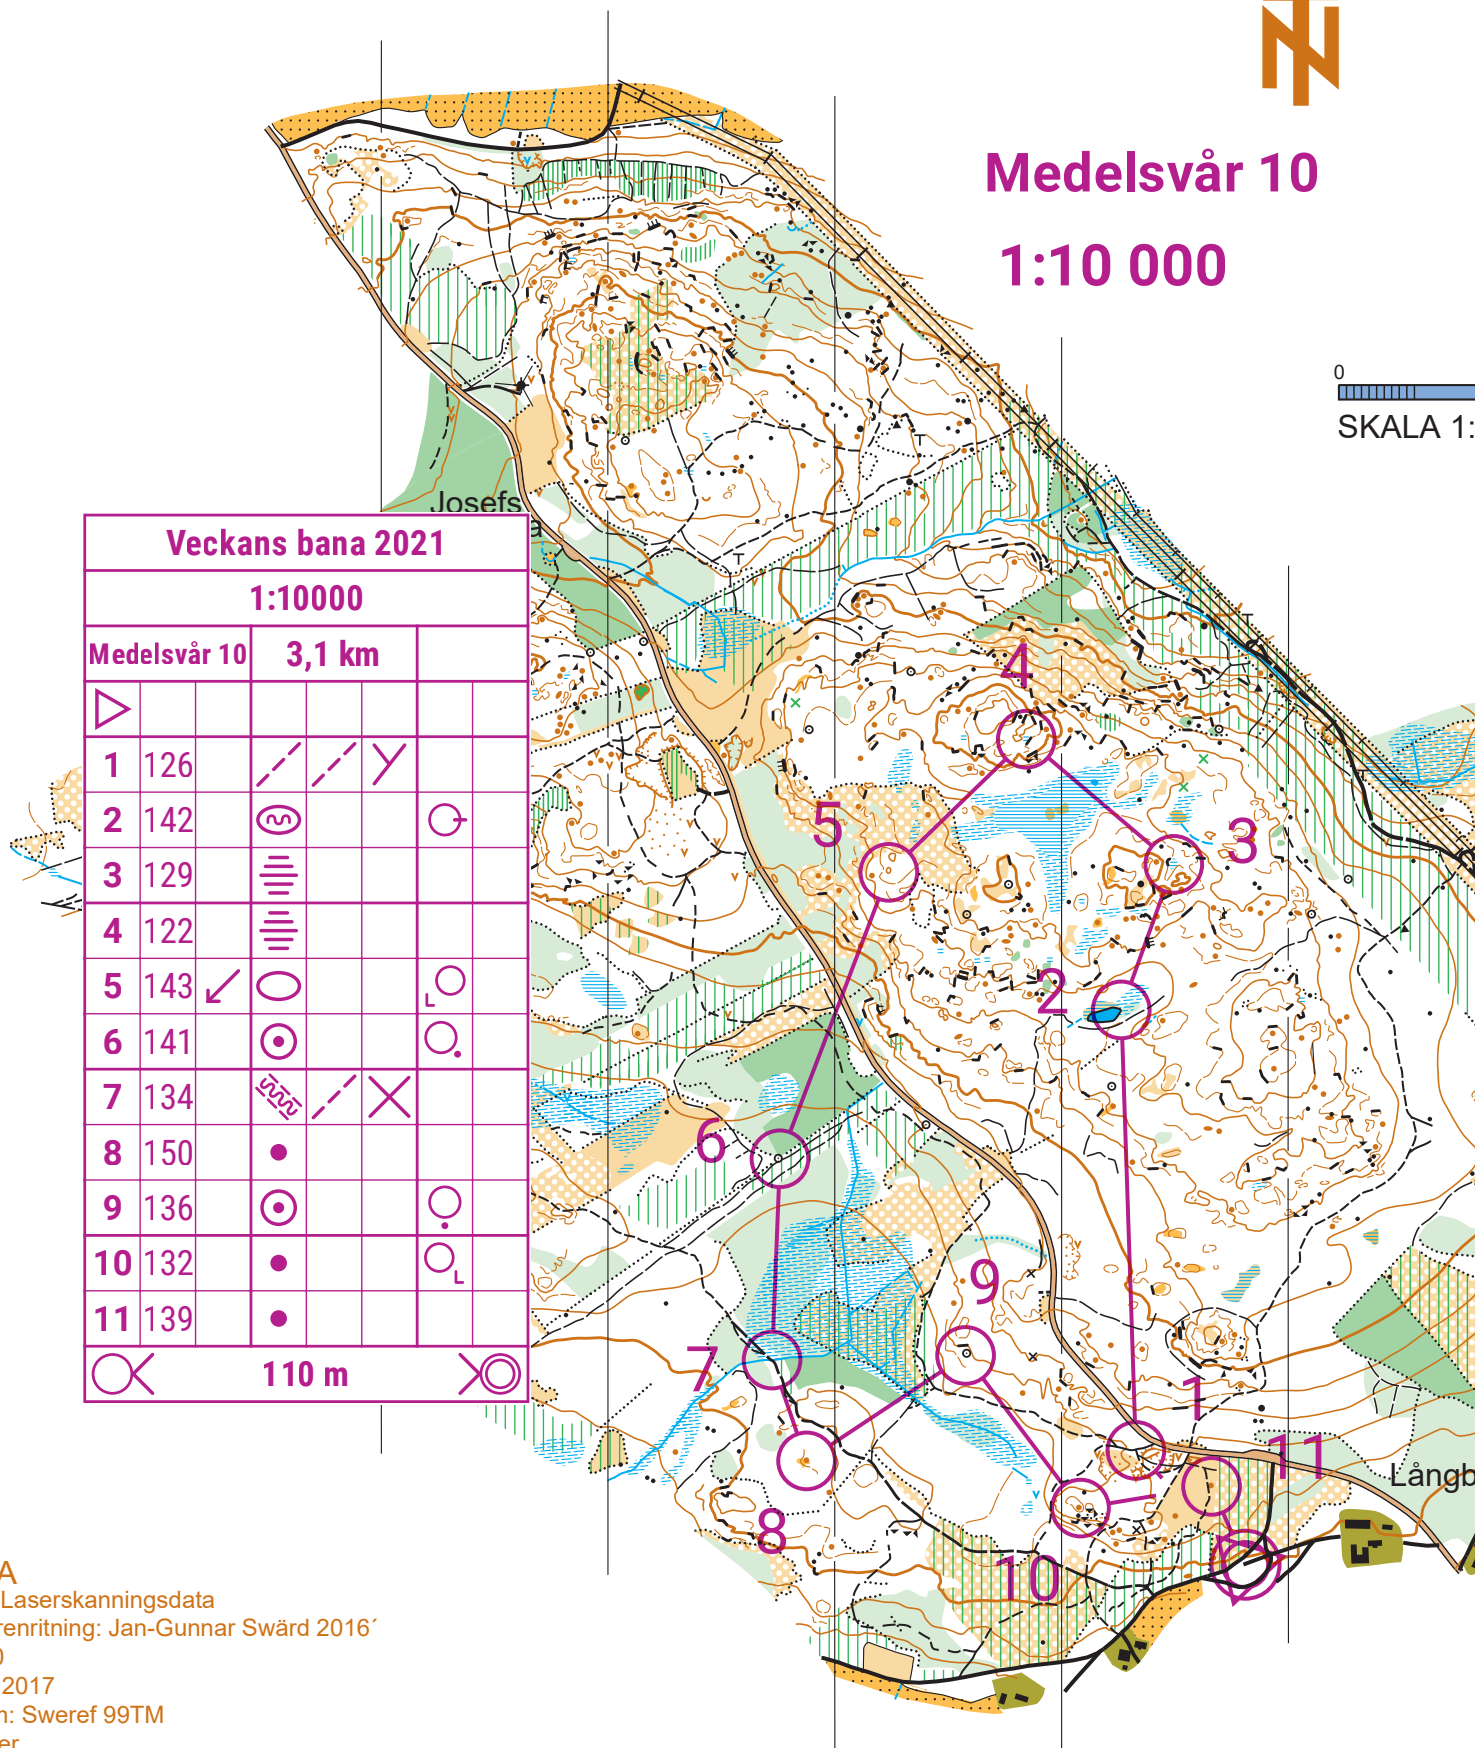 Medelsvår 10
1:10 000
0
SKALA 1:
Josefs
a
Veckans bana 2021
1:10000
Medelsvår 10 3,1 km
1 126
2 142
3 129
4 122
5 143
6 141
7 134
8 150
9 136
10 132
11 139
110 m
4
5
3
2
6
9
7
1
11
Långb
8
10
A
Laserskanningsdata
renritning: Jan-Gunnar Swärd 2016´
0
2017
m: Sweref 99TM
er